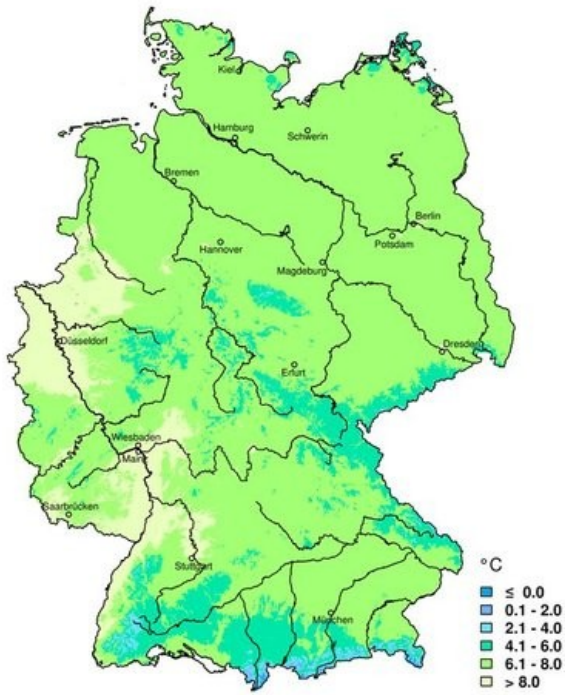 Kiel
Hamburg
Schwerin
Bremen
Berlin
Hannover
Potsdam
Magdeburg
Düsseldorf
Dresden
Erfurt
Wiesbaden
Mainz
Saarbrücken
Stuttgart
München
°C
≤ 0.0
0.1 - 2.0
2.1 - 4.0
4.1 - 6.0
6.1 - 8.0
> 8.0